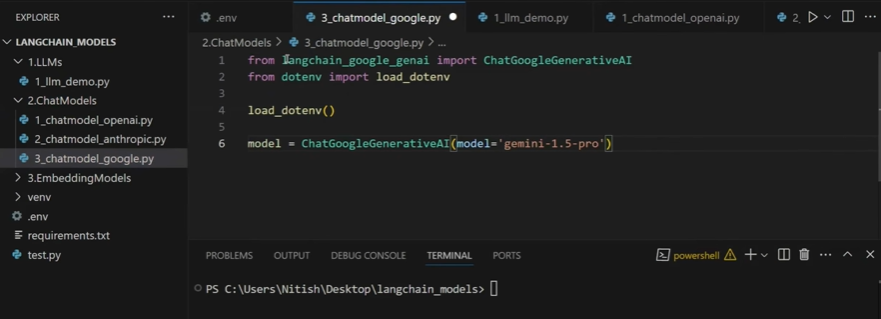 EXPLORER
.env
3_chatmodel_google.py
1_llm_demo.py
1_chatmodel_openai.py
2_
LANGCHAIN_MODELS
1.LLMs
1_llm_demo.py
2.ChatModels
1_chatmodel_openai.py
2_chatmodel_anthropic.py
3_chatmodel_google.py
3.EmbeddingModels
venv
.env
requirements.txt
test.py
2.ChatModels > 3_chatmodel_google.py > ...
1 from langchain_google_genai import ChatGoogleGenerativeAI
2 from dotenv import load_dotenv
3
4 load_dotenv()
5
6 model = ChatGoogleGenerativeAI(model='gemini-1.5-pro')
PROBLEMS OUTPUT DEBUG CONSOLE TERMINAL PORTS
powershell
PS C:\Users\Nitish\Desktop\langchain_models>